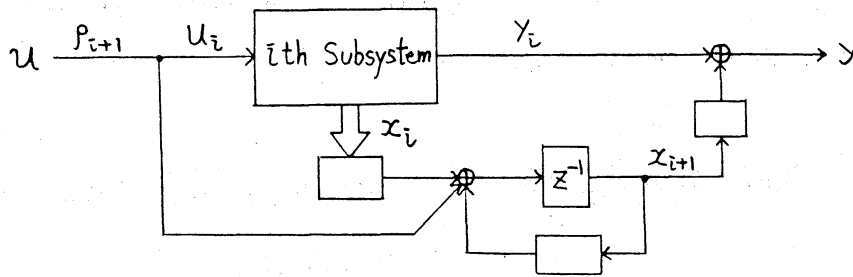 u
ρᵢ₊₁
uᵢ
ith Subsystem
yᵢ
y
xᵢ
z⁻¹
xᵢ₊₁